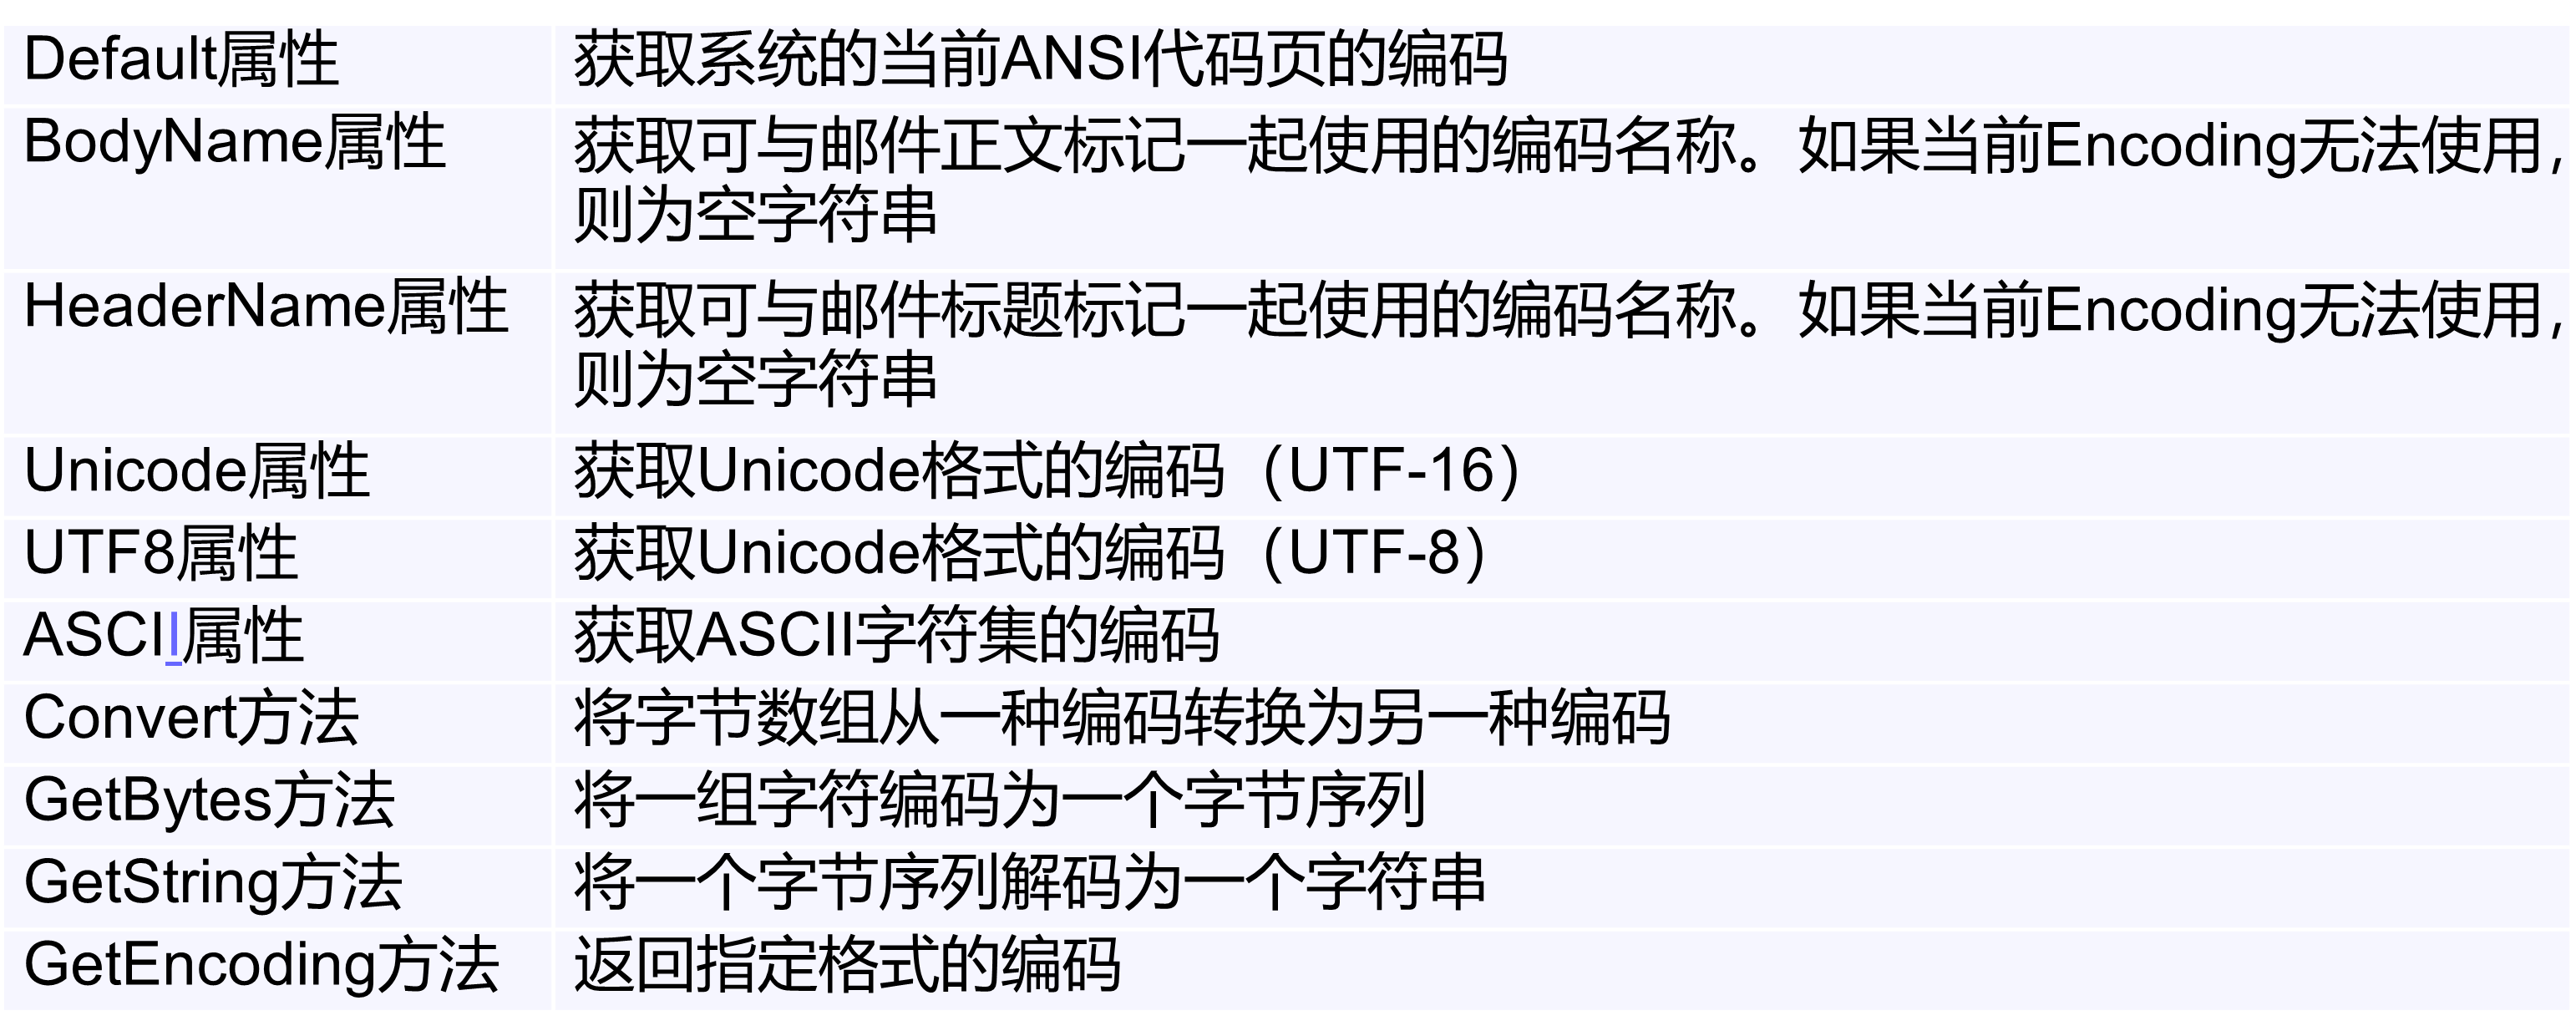 Default属性 获取系统的当前ANSI代码页的编码
BodyName属性 获取可与邮件正文标记一起使用的编码名称。如果当前Encoding无法使用，
则为空字符串
HeaderName属性 获取可与邮件标题标记一起使用的编码名称。如果当前Encoding无法使用，
则为空字符串
Unicode属性 获取Unicode格式的编码（UTF-16）
UTF8属性 获取Unicode格式的编码（UTF-8）
ASCII属性 获取ASCII字符集的编码
Convert方法 将字节数组从一种编码转换为另一种编码
GetBytes方法 将一组字符编码为一个字节序列
GetString方法 将一个字节序列解码为一个字符串
GetEncoding方法 返回指定格式的编码